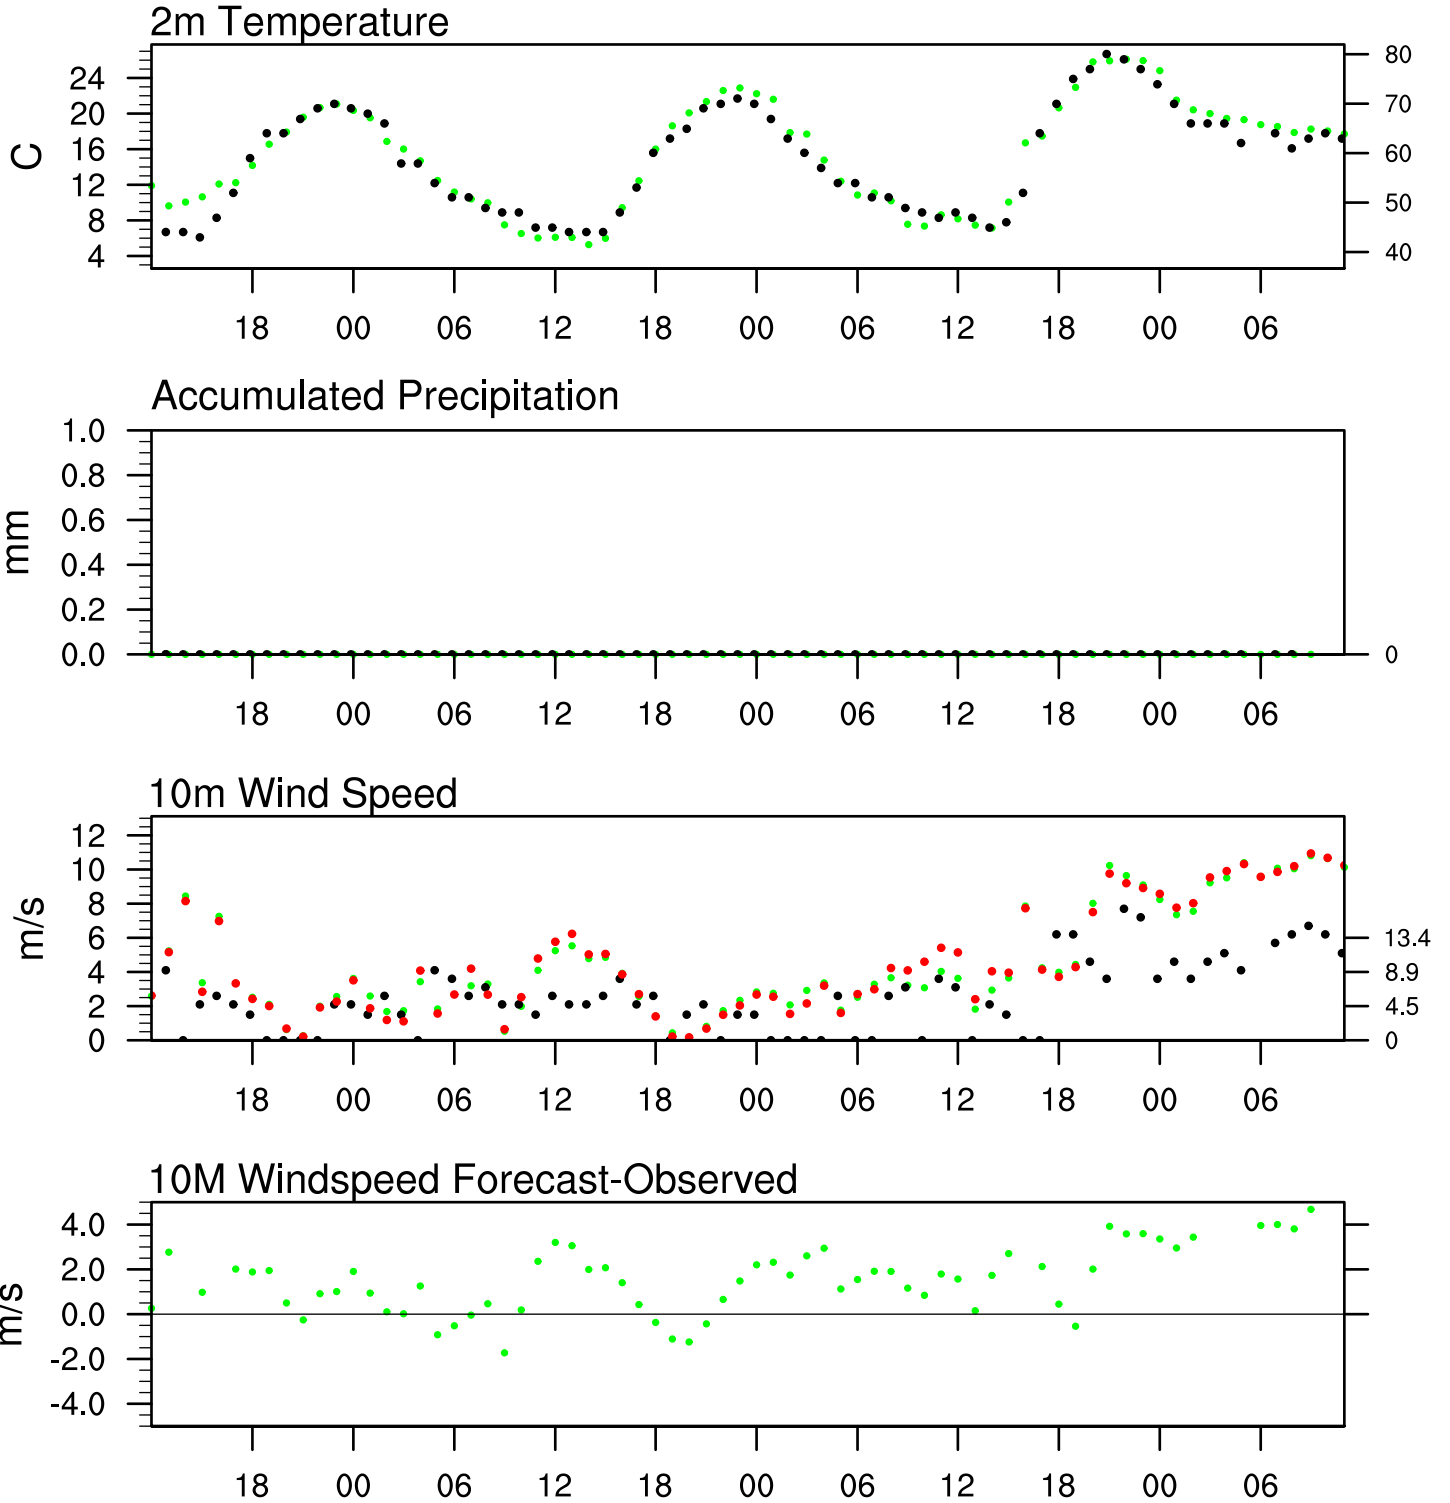 2m Temperature
C
24
20
16
12
8
4
80
70
60
50
40
18 00 06 12 18 00 06 12 18 00 06
Accumulated Precipitation
mm
1.0
0.8
0.6
0.4
0.2
0.0
0
18 00 06 12 18 00 06 12 18 00 06
10m Wind Speed
m/s
12
10
8
6
4
2
0
13.4
8.9
4.5
0
18 00 06 12 18 00 06 12 18 00 06
10M Windspeed Forecast-Observed
m/s
4.0
2.0
0.0
-2.0
-4.0
18 00 06 12 18 00 06 12 18 00 06